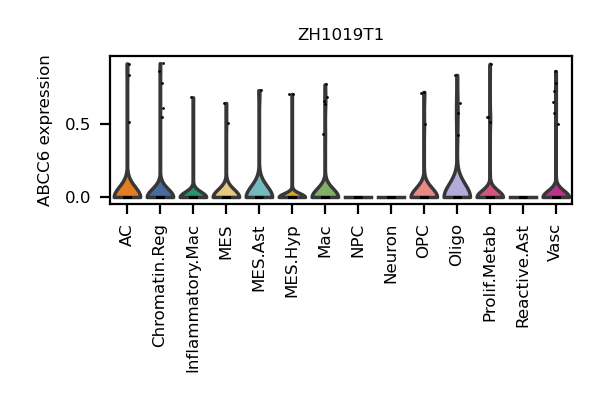 ZH1019T1
ABCC6 expression
0.5
0.0
AC
Chromatin.Reg
Inflammatory.Mac
MES
MES.Ast
MES.Hyp
Mac
NPC
Neuron
OPC
Oligo
Prolif.Metab
Reactive.Ast
Vasc